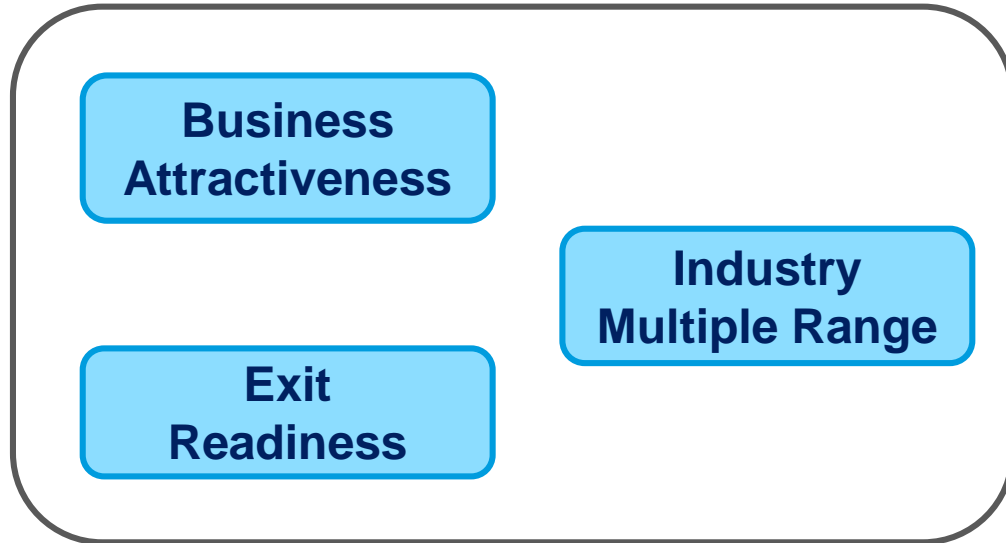 Business
Attractiveness
Industry
Multiple Range
Exit
Readiness